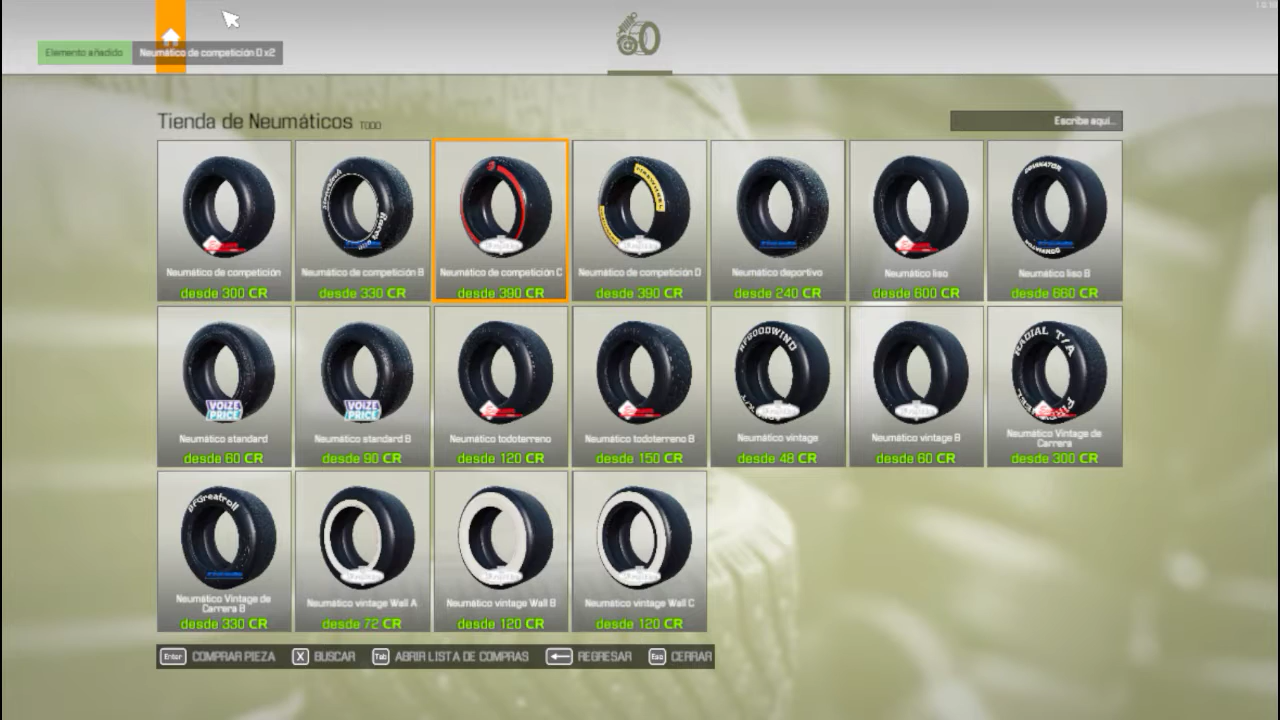 Elemento añadido
Neumático de competición D x2
Tienda de Neumáticos TODO
Escribe aquí...
Neumático de competición
desde 300 CR
Neumático de competición B
desde 330 CR
Neumático de competición C
desde 390 CR
Neumático de competición D
desde 390 CR
Neumático deportivo
desde 240 CR
Neumático liso
desde 600 CR
Neumático liso B
desde 660 CR
VOIZE
PRICE
Neumático standard
desde 60 CR
VOIZE
PRICE
Neumático standard B
desde 90 CR
Neumático todoterreno
desde 120 CR
Neumático todoterreno B
desde 150 CR
Neumático vintage
desde 48 CR
Neumático vintage B
desde 60 CR
RADIAL T/A
Neumático Vintage de
Carrera
desde 300 CR
BFGreatroll
Neumático Vintage de
Carrera B
desde 330 CR
Neumático vintage Wall A
desde 72 CR
Neumático vintage Wall B
desde 120 CR
Neumático vintage Wall C
desde 120 CR
Enter COMPRAR PIEZA X BUSCAR Tab ABRIR LISTA DE COMPRAS REGRESAR Esc CERRAR